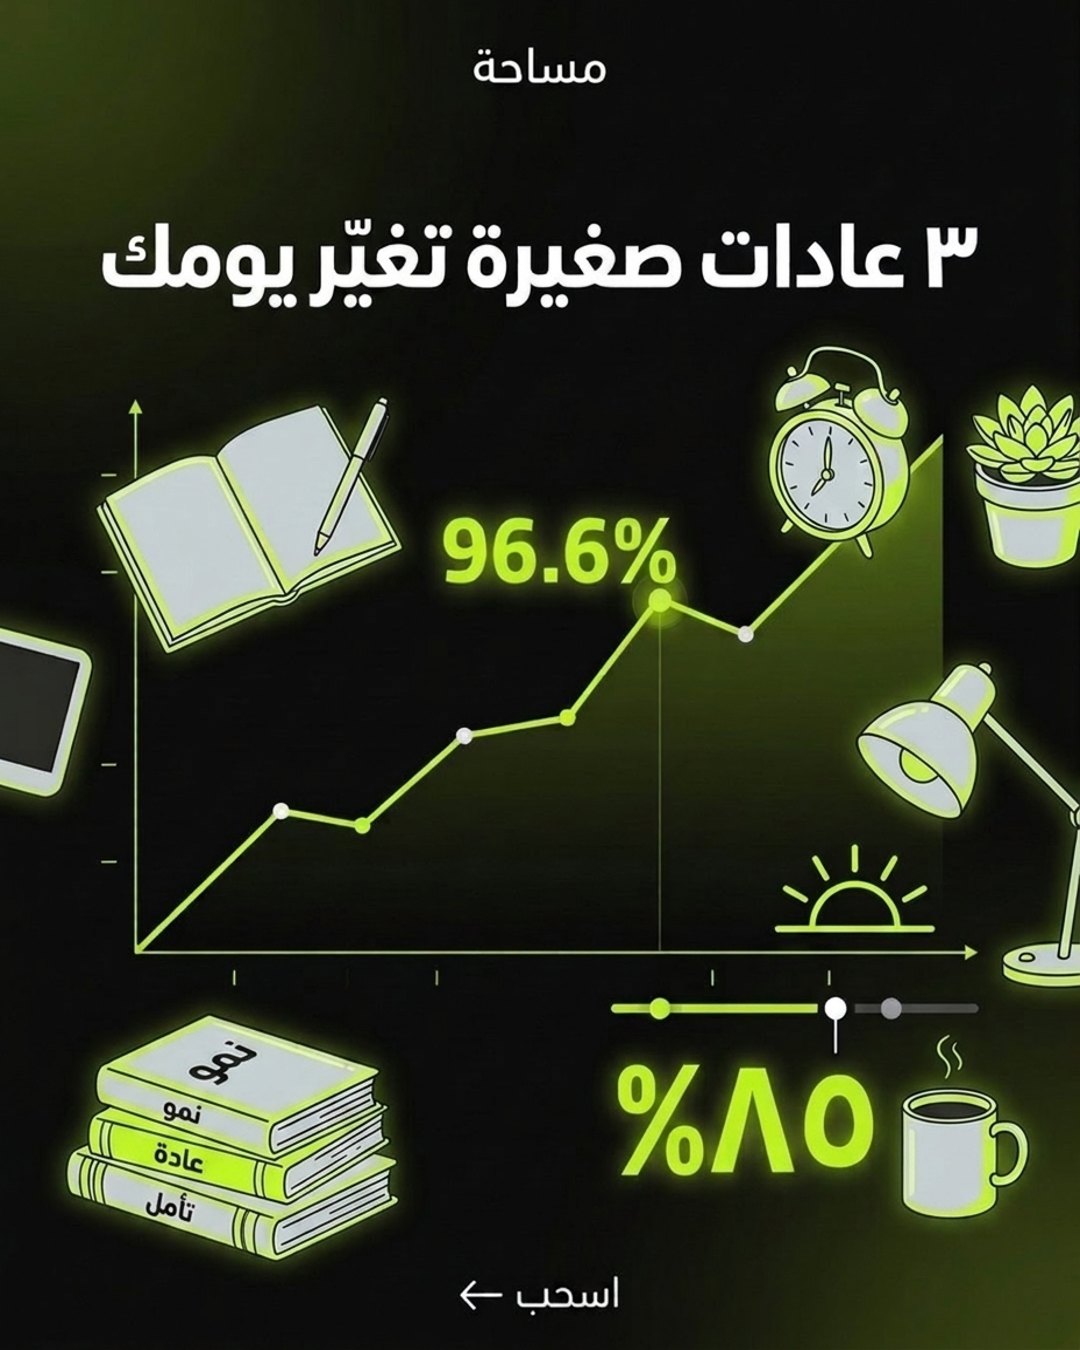 مساحة
٣ عادات صغيرة تغيّر يومك
96.6%
%٨٥
نمو
نمو
عادة
تأمل
اسحب ←